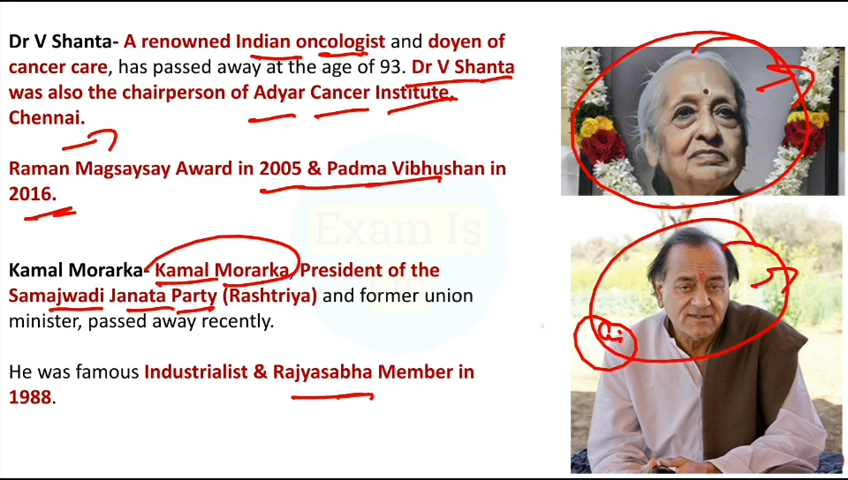 Dr V Shanta- A renowned Indian oncologist and doyen of
cancer care, has passed away at the age of 93. Dr V Shanta
was also the chairperson of Adyar Cancer Institute,
Chennai.
Raman Magsaysay Award in 2005 & Padma Vibhushan in
2016.
Kamal Morarka- Kamal Morarka, President of the
Samajwadi Janata Party (Rashtriya) and former union
minister, passed away recently.
He was famous Industrialist & Rajyasabha Member in
1988.
Exam Is